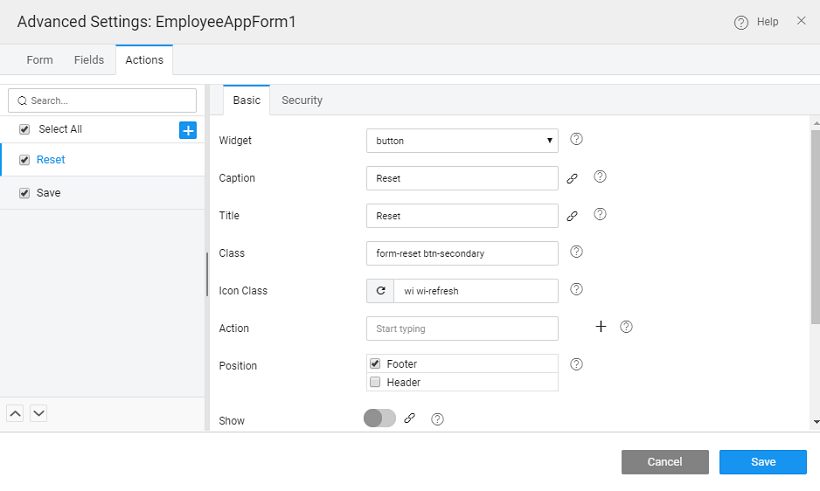 Advanced Settings: EmployeeAppForm1
Help
Form Fields Actions
Search...
Select All
Reset
Save
Basic Security
Widget button
Caption Reset
Title Reset
Class form-reset btn-secondary
Icon Class wi wi-refresh
Action Start typing
Position Footer
Header
Show
Cancel Save